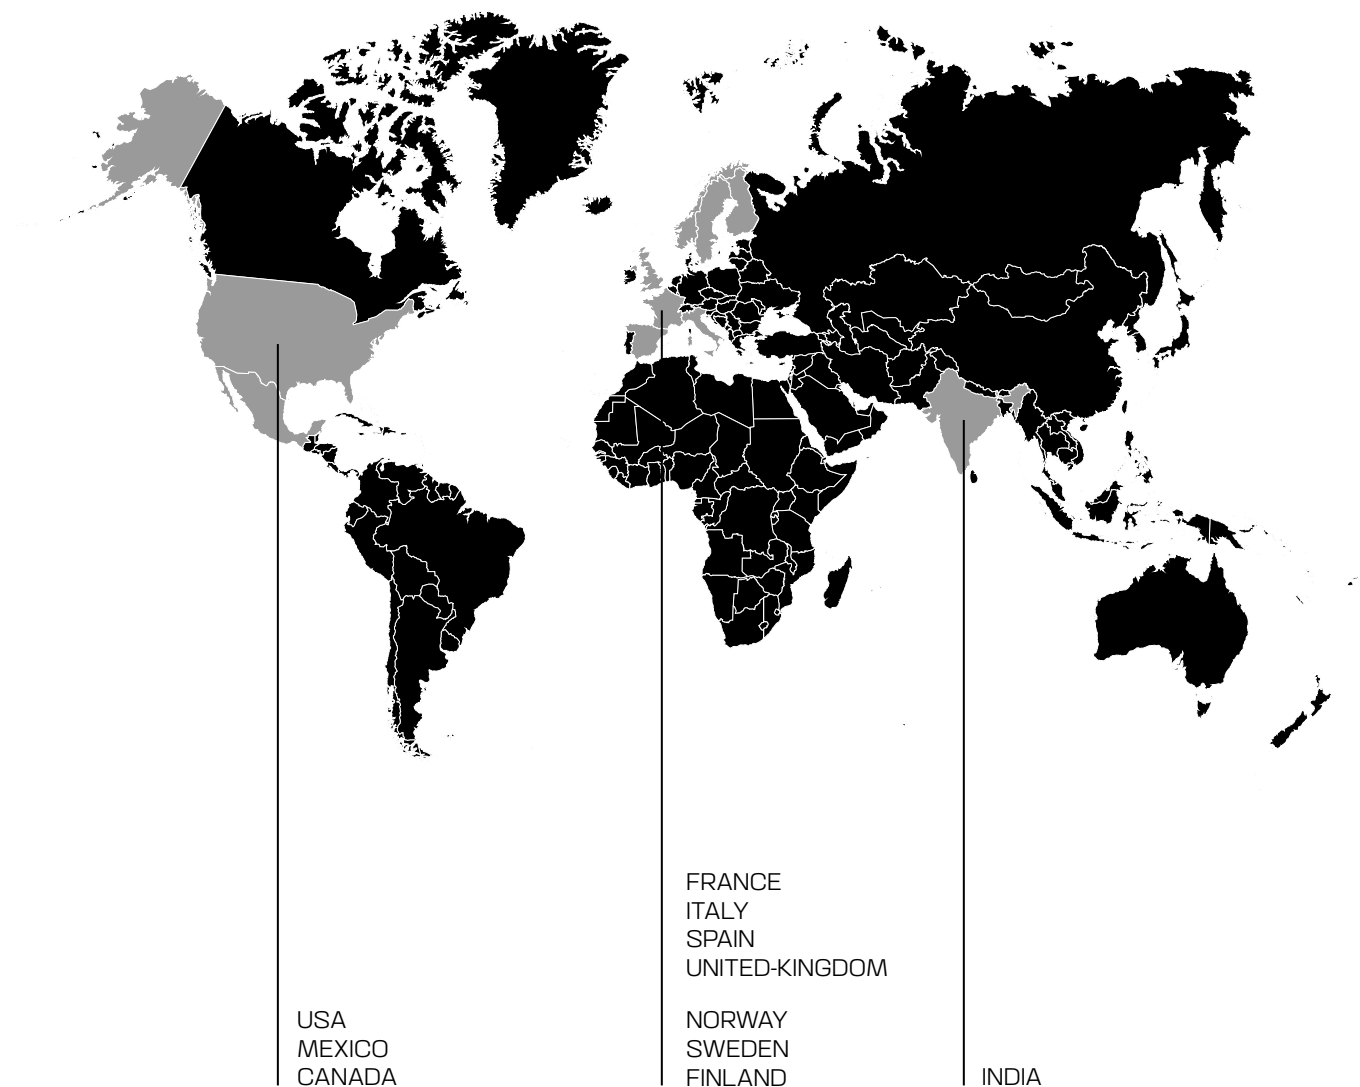 FRANCE
ITALY
SPAIN
UNITED-KINGDOM
NORWAY
SWEDEN
FINLAND
USA
MEXICO
CANADA
INDIA